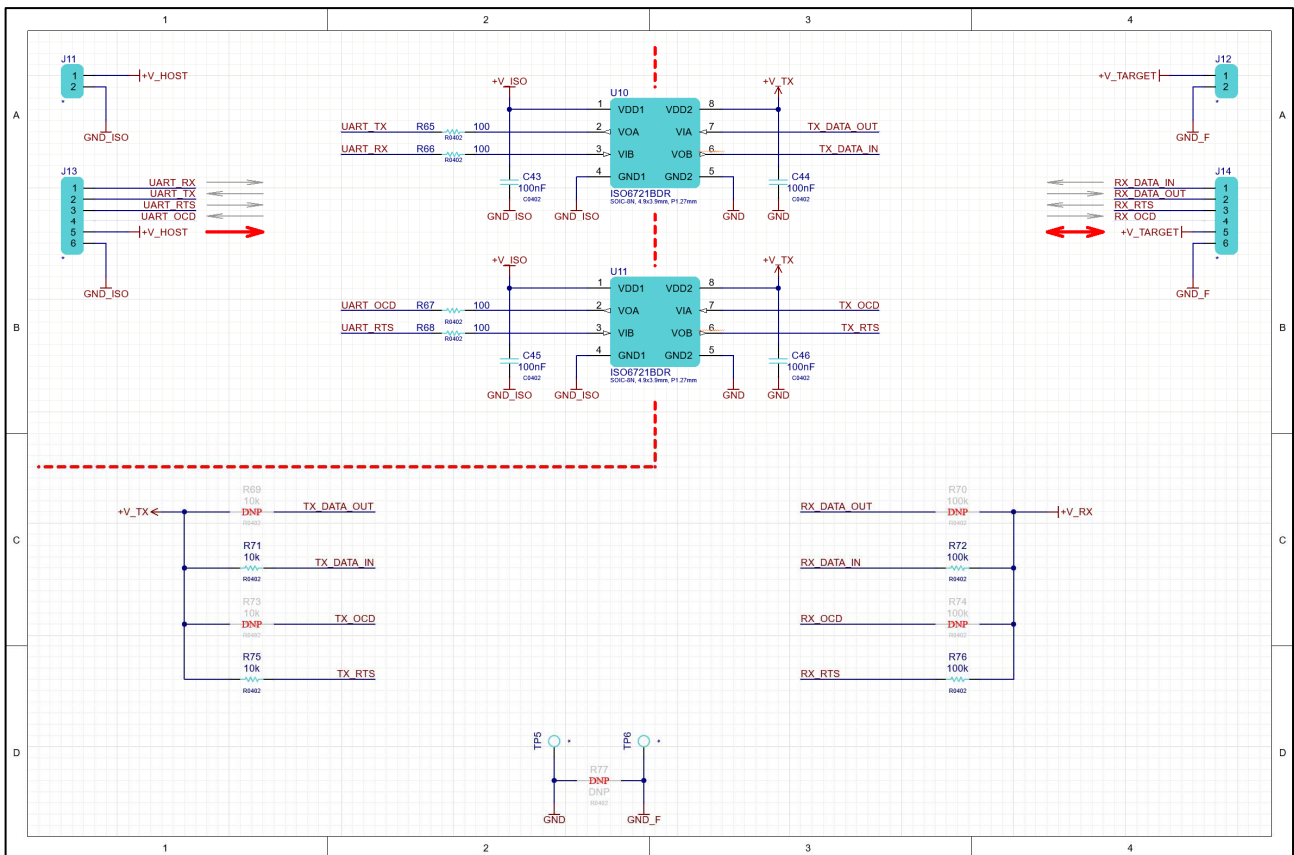 1 2 3 4
A
B
C
D
A
B
C
D
1 2 3 4
J11
1 +V_HOST
2
*
GND_ISO
J13
1 UART_RX
2 UART_TX
3 UART_RTS
4 UART_OCD
5 +V_HOST
6
*
GND_ISO
+V_ISO
U10
+V_TX
1 VDD1 VDD2 8
UART_TX R65 100 2 VOA VIA 7 TX_DATA_OUT
R0402
UART_RX R66 100 3 VIB VOB 6 TX_DATA_IN
R0402
4 GND1 GND2 5
C43
100nF
C0402
ISO6721BDR
SOIC-8N, 4.9x3.9mm, P1.27mm
C44
100nF
C0402
GND_ISO GND_ISO GND GND
+V_ISO
U11
+V_TX
1 VDD1 VDD2 8
UART_OCD R67 100 2 VOA VIA 7 TX_OCD
R0402
UART_RTS R68 100 3 VIB VOB 6 TX_RTS
R0402
4 GND1 GND2 5
C45
100nF
C0402
ISO6721BDR
SOIC-8N, 4.9x3.9mm, P1.27mm
C46
100nF
C0402
GND_ISO GND_ISO GND GND
J12
+V_TARGET 1
2
*
GND_F
J14
RX_DATA_IN 1
RX_DATA_OUT 2
RX_RTS 3
RX_OCD 4
+V_TARGET 5
6
*
GND_F
+V_TX
R69
10k
DNP
R0402
TX_DATA_OUT
R71
10k
R0402
TX_DATA_IN
R73
10k
DNP
R0402
TX_OCD
R75
10k
R0402
TX_RTS
RX_DATA_OUT
R70
100k
DNP
R0402
+V_RX
RX_DATA_IN
R72
100k
R0402
RX_OCD
R74
100k
DNP
R0402
RX_RTS
R76
100k
R0402
TP5 *
TP6 *
R77
DNP
DNP
R0402
GND GND_F